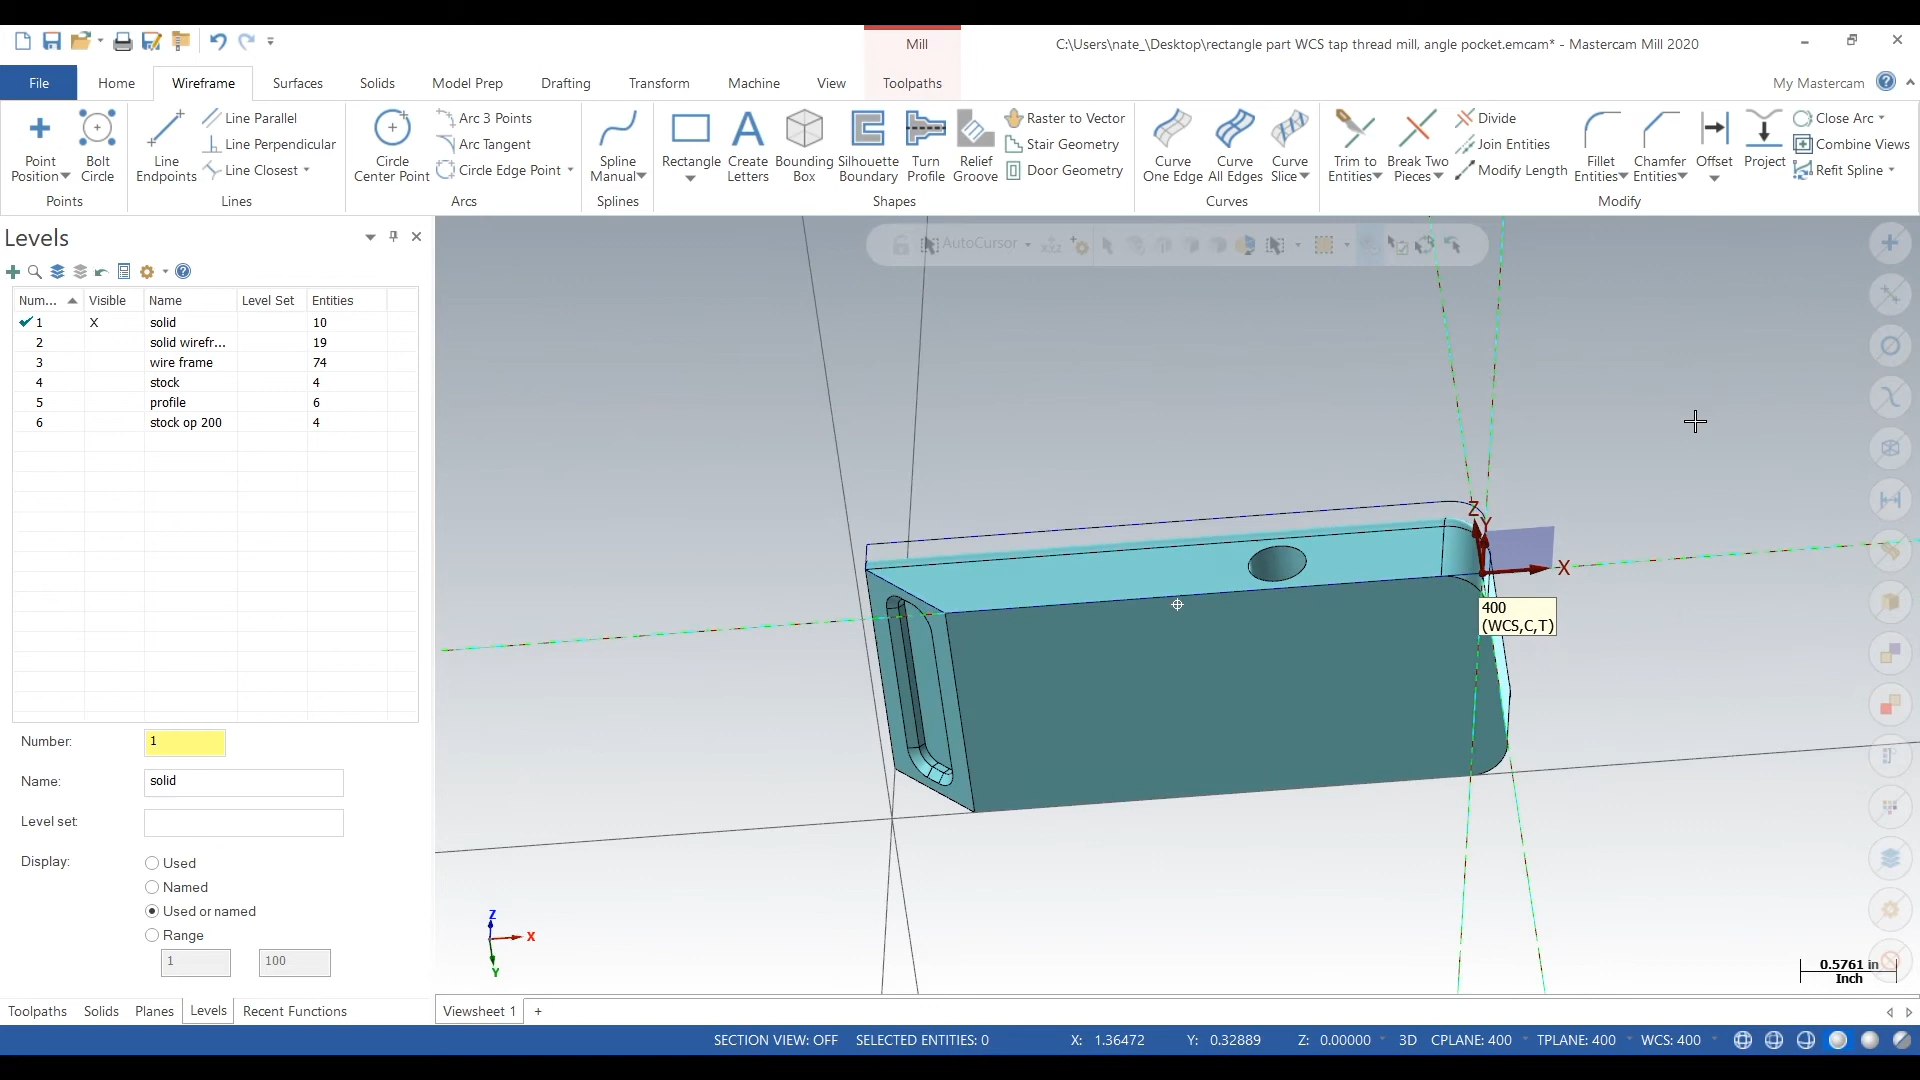 Mill
C:\Users\nate_\Desktop\rectangle part WCS tap thread mill, angle pocket.emcam* - Mastercam Mill 2020
File
Home
Wireframe
Surfaces
Solids
Model Prep
Drafting
Transform
Machine
View
Toolpaths
My Mastercam
Point
Position
Bolt
Circle
Points
Line
Endpoints
Line Parallel
Line Perpendicular
Line Closest
Lines
Circle
Center Point
Arc 3 Points
Arc Tangent
Circle Edge Point
Arcs
Spline
Manual
Splines
Rectangle
Create
Letters
Bounding
Box
Silhouette
Boundary
Turn
Profile
Relief
Groove
Raster to Vector
Stair Geometry
Door Geometry
Shapes
Curve
One Edge
Curve
All Edges
Curve
Slice
Curves
Trim to
Entities
Break Two
Pieces
Divide
Join Entities
Modify Length
Fillet
Entities
Chamfer
Entities
Offset
Project
Close Arc
Combine Views
Refit Spline
Modify
Levels
Num... Visible Name Level Set Entities
1 X solid 10
2 solid wirefr... 19
3 wire frame 74
4 stock 4
5 profile 6
6 stock op 200 4
Number: 1
Name: solid
Level set:
Display:
Used
Named
Used or named
Range
1 100
Toolpaths Solids Planes Levels Recent Functions
AutoCursor
Z
Y
X
400
(WCS,C,T)
Z
X
Y
0.5761 in
Inch
Viewsheet 1 +
SECTION VIEW: OFF SELECTED ENTITIES: 0 X: 1.36472 Y: 0.32889 Z: 0.00000 3D CPLANE: 400 TPLANE: 400 WCS: 400